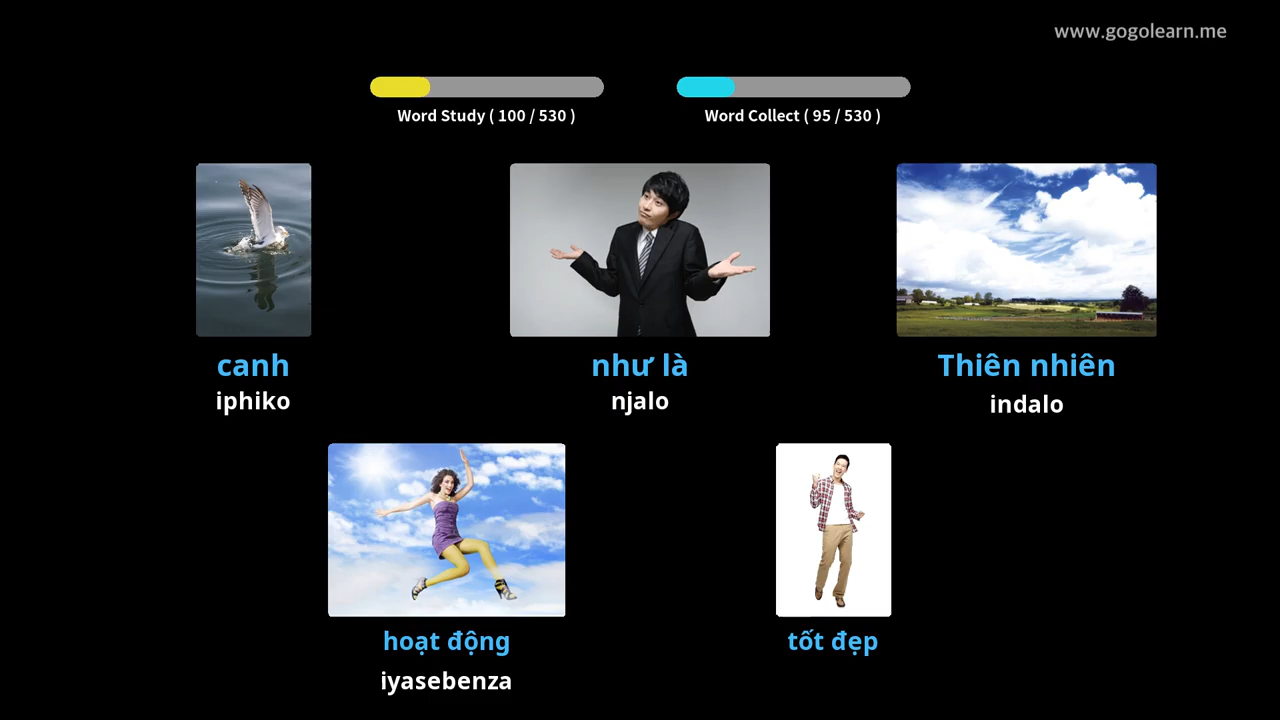 www.gogolearn.me
Word Study ( 100 / 530 )
Word Collect ( 95 / 530 )
canh
iphiko
như là
njalo
Thiên nhiên
indalo
hoạt động
iyasebenza
tốt đẹp